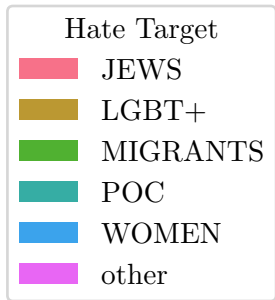 Hate Target
JEWS
LGBT+
MIGRANTS
POC
WOMEN
other